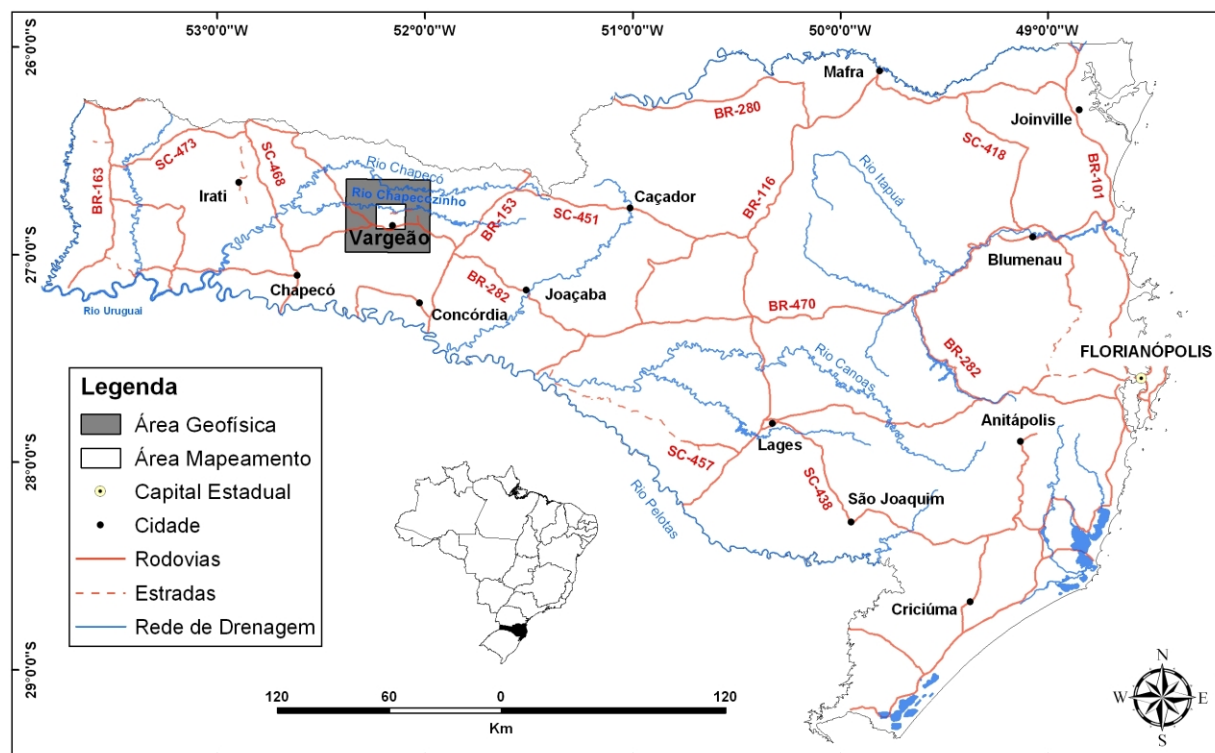 53°0'0"W
52°0'0"W
51°0'0"W
50°0'0"W
49°0'0"W
26°0'0"S
27°0'0"S
28°0'0"S
29°0'0"S
Mafra
BR-280
Joinville
SC-418
BR-101
SC-473
SC-468
BR-163
Irati
Rio Chapecó
Rio Chapecozinho
Vargeão
BR-153
Caçador
SC-451
BR-116
Rio Itapuá
Blumenau
Chapecó
BR-282
Joaçaba
Concórdia
Rio Uruguai
BR-470
BR-282
FLORIANÓPOLIS
Rio Canoas
Anitápolis
Lages
SC-457
SC-438
São Joaquim
Rio Pelotas
Criciúma
Legenda
Área Geofísica
Área Mapeamento
Capital Estadual
Cidade
Rodovias
Estradas
Rede de Drenagem
120 60 0 120
Km
N
W E
S